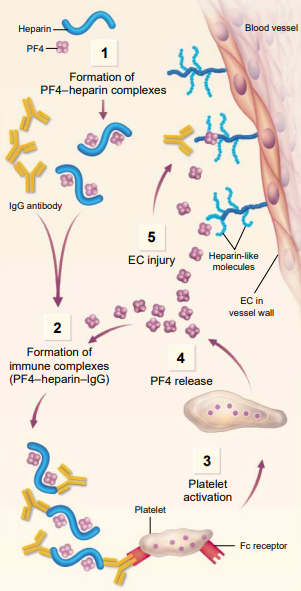 Heparin
PF4
1
Formation of
PF4–heparin complexes
Blood vessel
IgG antibody
5
EC injury
Heparin-like
molecules
EC in
vessel wall
2
Formation of
immune complexes
(PF4–heparin–IgG)
4
PF4 release
3
Platelet
activation
Platelet
Fc receptor